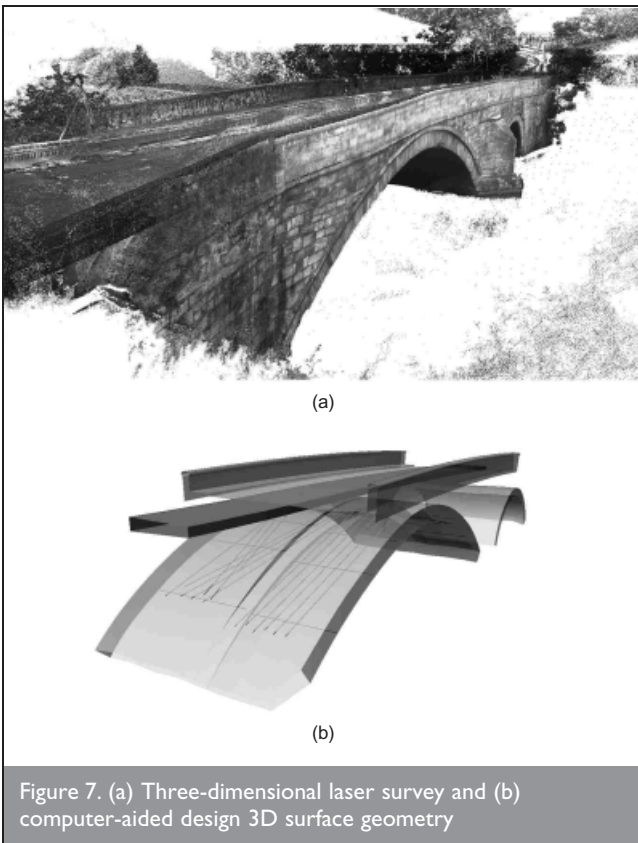 (a)
(b)
Figure 7. (a) Three-dimensional laser survey and (b)
computer-aided design 3D surface geometry